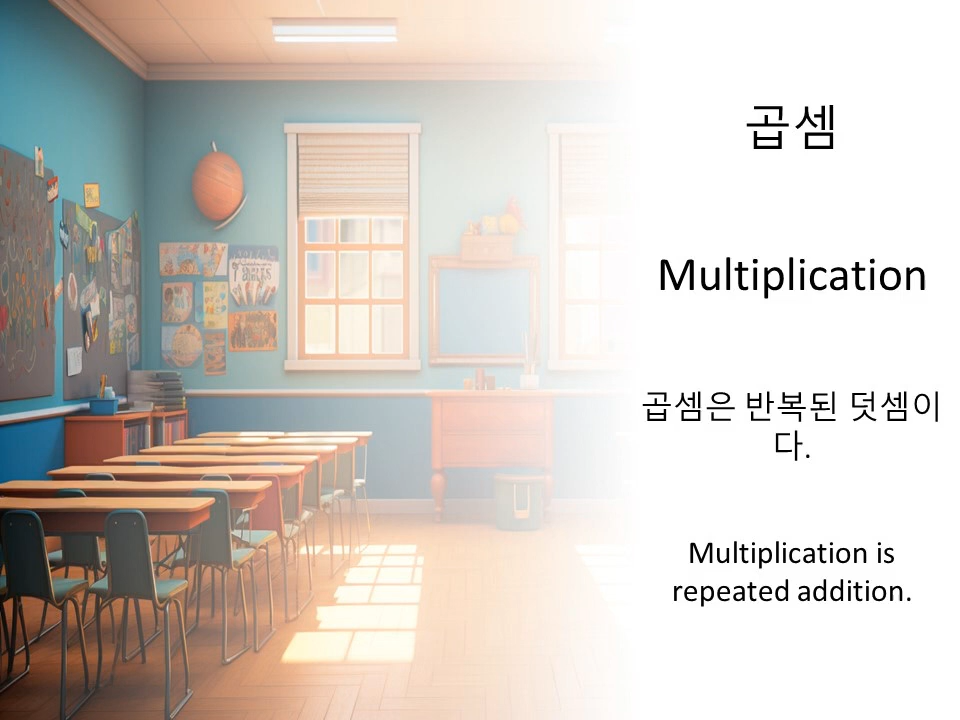 곱셈
Multiplication
곱셈은 반복된 덧셈이
다.
Multiplication is
repeated addition.